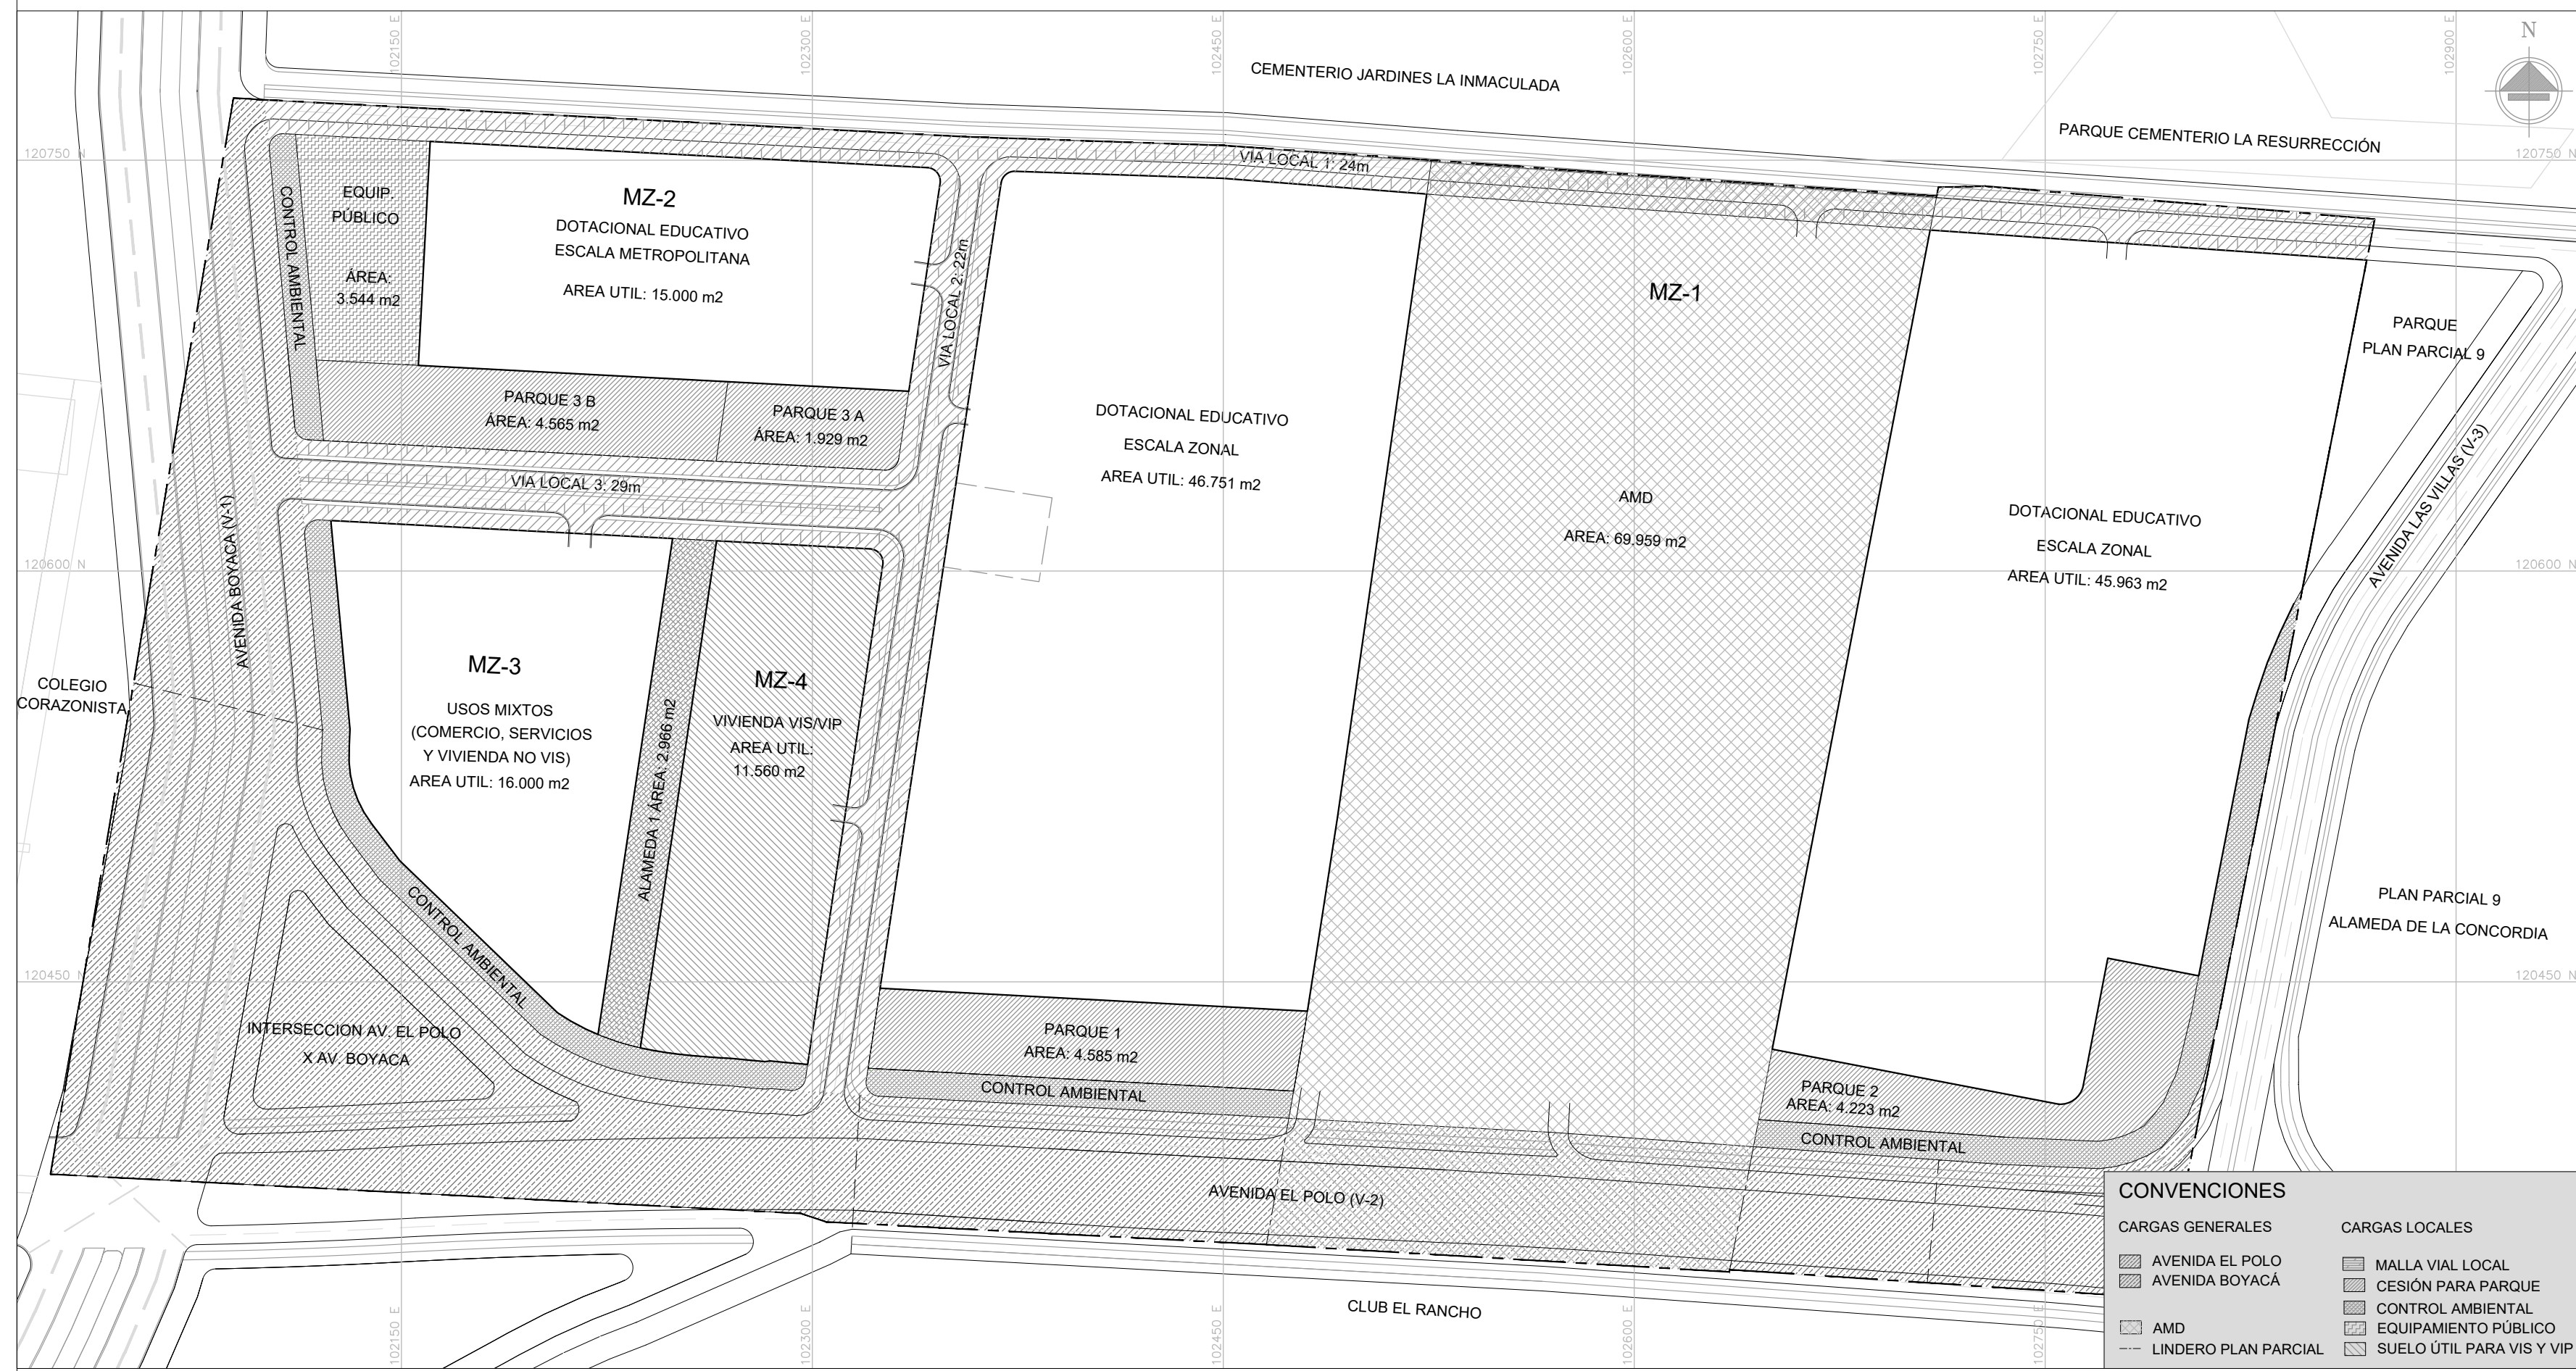 102150 E
102300 E
102450 E
102600 E
102750 E
102900 E
N
CEMENTERIO JARDINES LA INMACULADA
PARQUE CEMENTERIO LA RESURRECCIÓN
120750 N
120750 N
VIA LOCAL 1: 24m
CONTROL AMBIENTAL
EQUIP.
PÚBLICO
ÁREA:
3.544 m2
MZ-2
DOTACIONAL EDUCATIVO
ESCALA METROPOLITANA
AREA UTIL: 15.000 m2
VIA LOCAL 2: 22m
MZ-1
PARQUE
PLAN PARCIAL 9
PARQUE 3 B
ÁREA: 4.565 m2
PARQUE 3 A
ÁREA: 1.929 m2
DOTACIONAL EDUCATIVO
ESCALA ZONAL
AREA UTIL: 46.751 m2
AMD
AREA: 69.959 m2
DOTACIONAL EDUCATIVO
ESCALA ZONAL
AREA UTIL: 45.963 m2
AVENIDA LAS VILLAS (V-3)
VIA LOCAL 3: 29m
AVENIDA BOYACA (V-1)
120600 N
120600 N
COLEGIO
CORAZONISTA
MZ-3
USOS MIXTOS
(COMERCIO, SERVICIOS
Y VIVIENDA NO VIS)
AREA UTIL: 16.000 m2
ALAMEDA 1 ÁREA: 2.966 m2
MZ-4
VIVIENDA VIS/VIP
AREA UTIL:
11.560 m2
PLAN PARCIAL 9
ALAMEDA DE LA CONCORDIA
120450 N
120450 N
CONTROL AMBIENTAL
INTERSECCION AV. EL POLO
X AV. BOYACA
PARQUE 1
AREA: 4.585 m2
CONTROL AMBIENTAL
PARQUE 2
AREA: 4.223 m2
CONTROL AMBIENTAL
AVENIDA EL POLO (V-2)
CLUB EL RANCHO
102150 E
102300 E
102450 E
102600 E
102750 E
CONVENCIONES
CARGAS GENERALES
AVENIDA EL POLO
AVENIDA BOYACÁ
AMD
LINDERO PLAN PARCIAL
CARGAS LOCALES
MALLA VIAL LOCAL
CESIÓN PARA PARQUE
CONTROL AMBIENTAL
EQUIPAMIENTO PÚBLICO
SUELO ÚTIL PARA VIS Y VIP